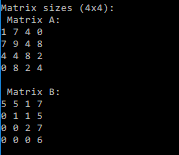 Matrix sizes (4x4):
Matrix A:
1 7 4 0
7 9 4 8
4 4 8 2
0 8 2 4
Matrix B:
5 5 1 7
0 1 1 5
0 0 2 7
0 0 0 6